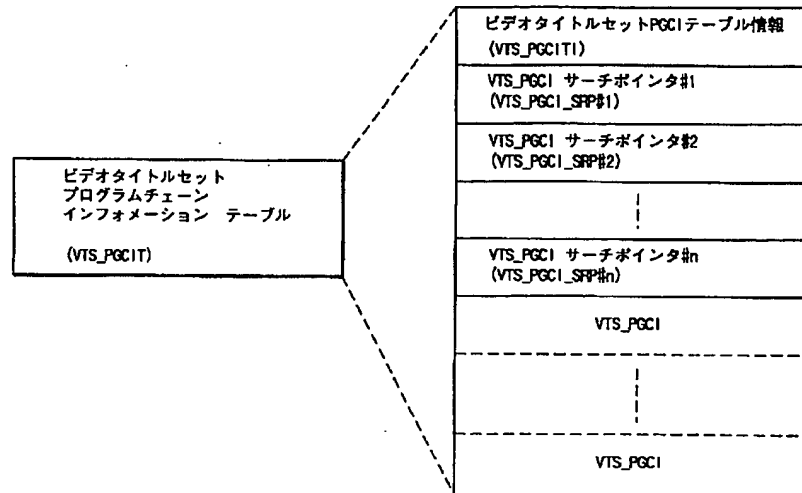 ビデオタイトルセット
プログラムチェーン
インフォメーション テーブル
(VTS_PGCIT)
ビデオタイトルセットPGCIテーブル情報
(VTS_PGCITI)
VTS_PGCI サーチポインタ#1
(VTS_PGCI_SRP#1)
VTS_PGCI サーチポインタ#2
(VTS_PGCI_SRP#2)
VTS_PGCI サーチポインタ#n
(VTS_PGCI_SRP#n)
VTS_PGCI
VTS_PGCI